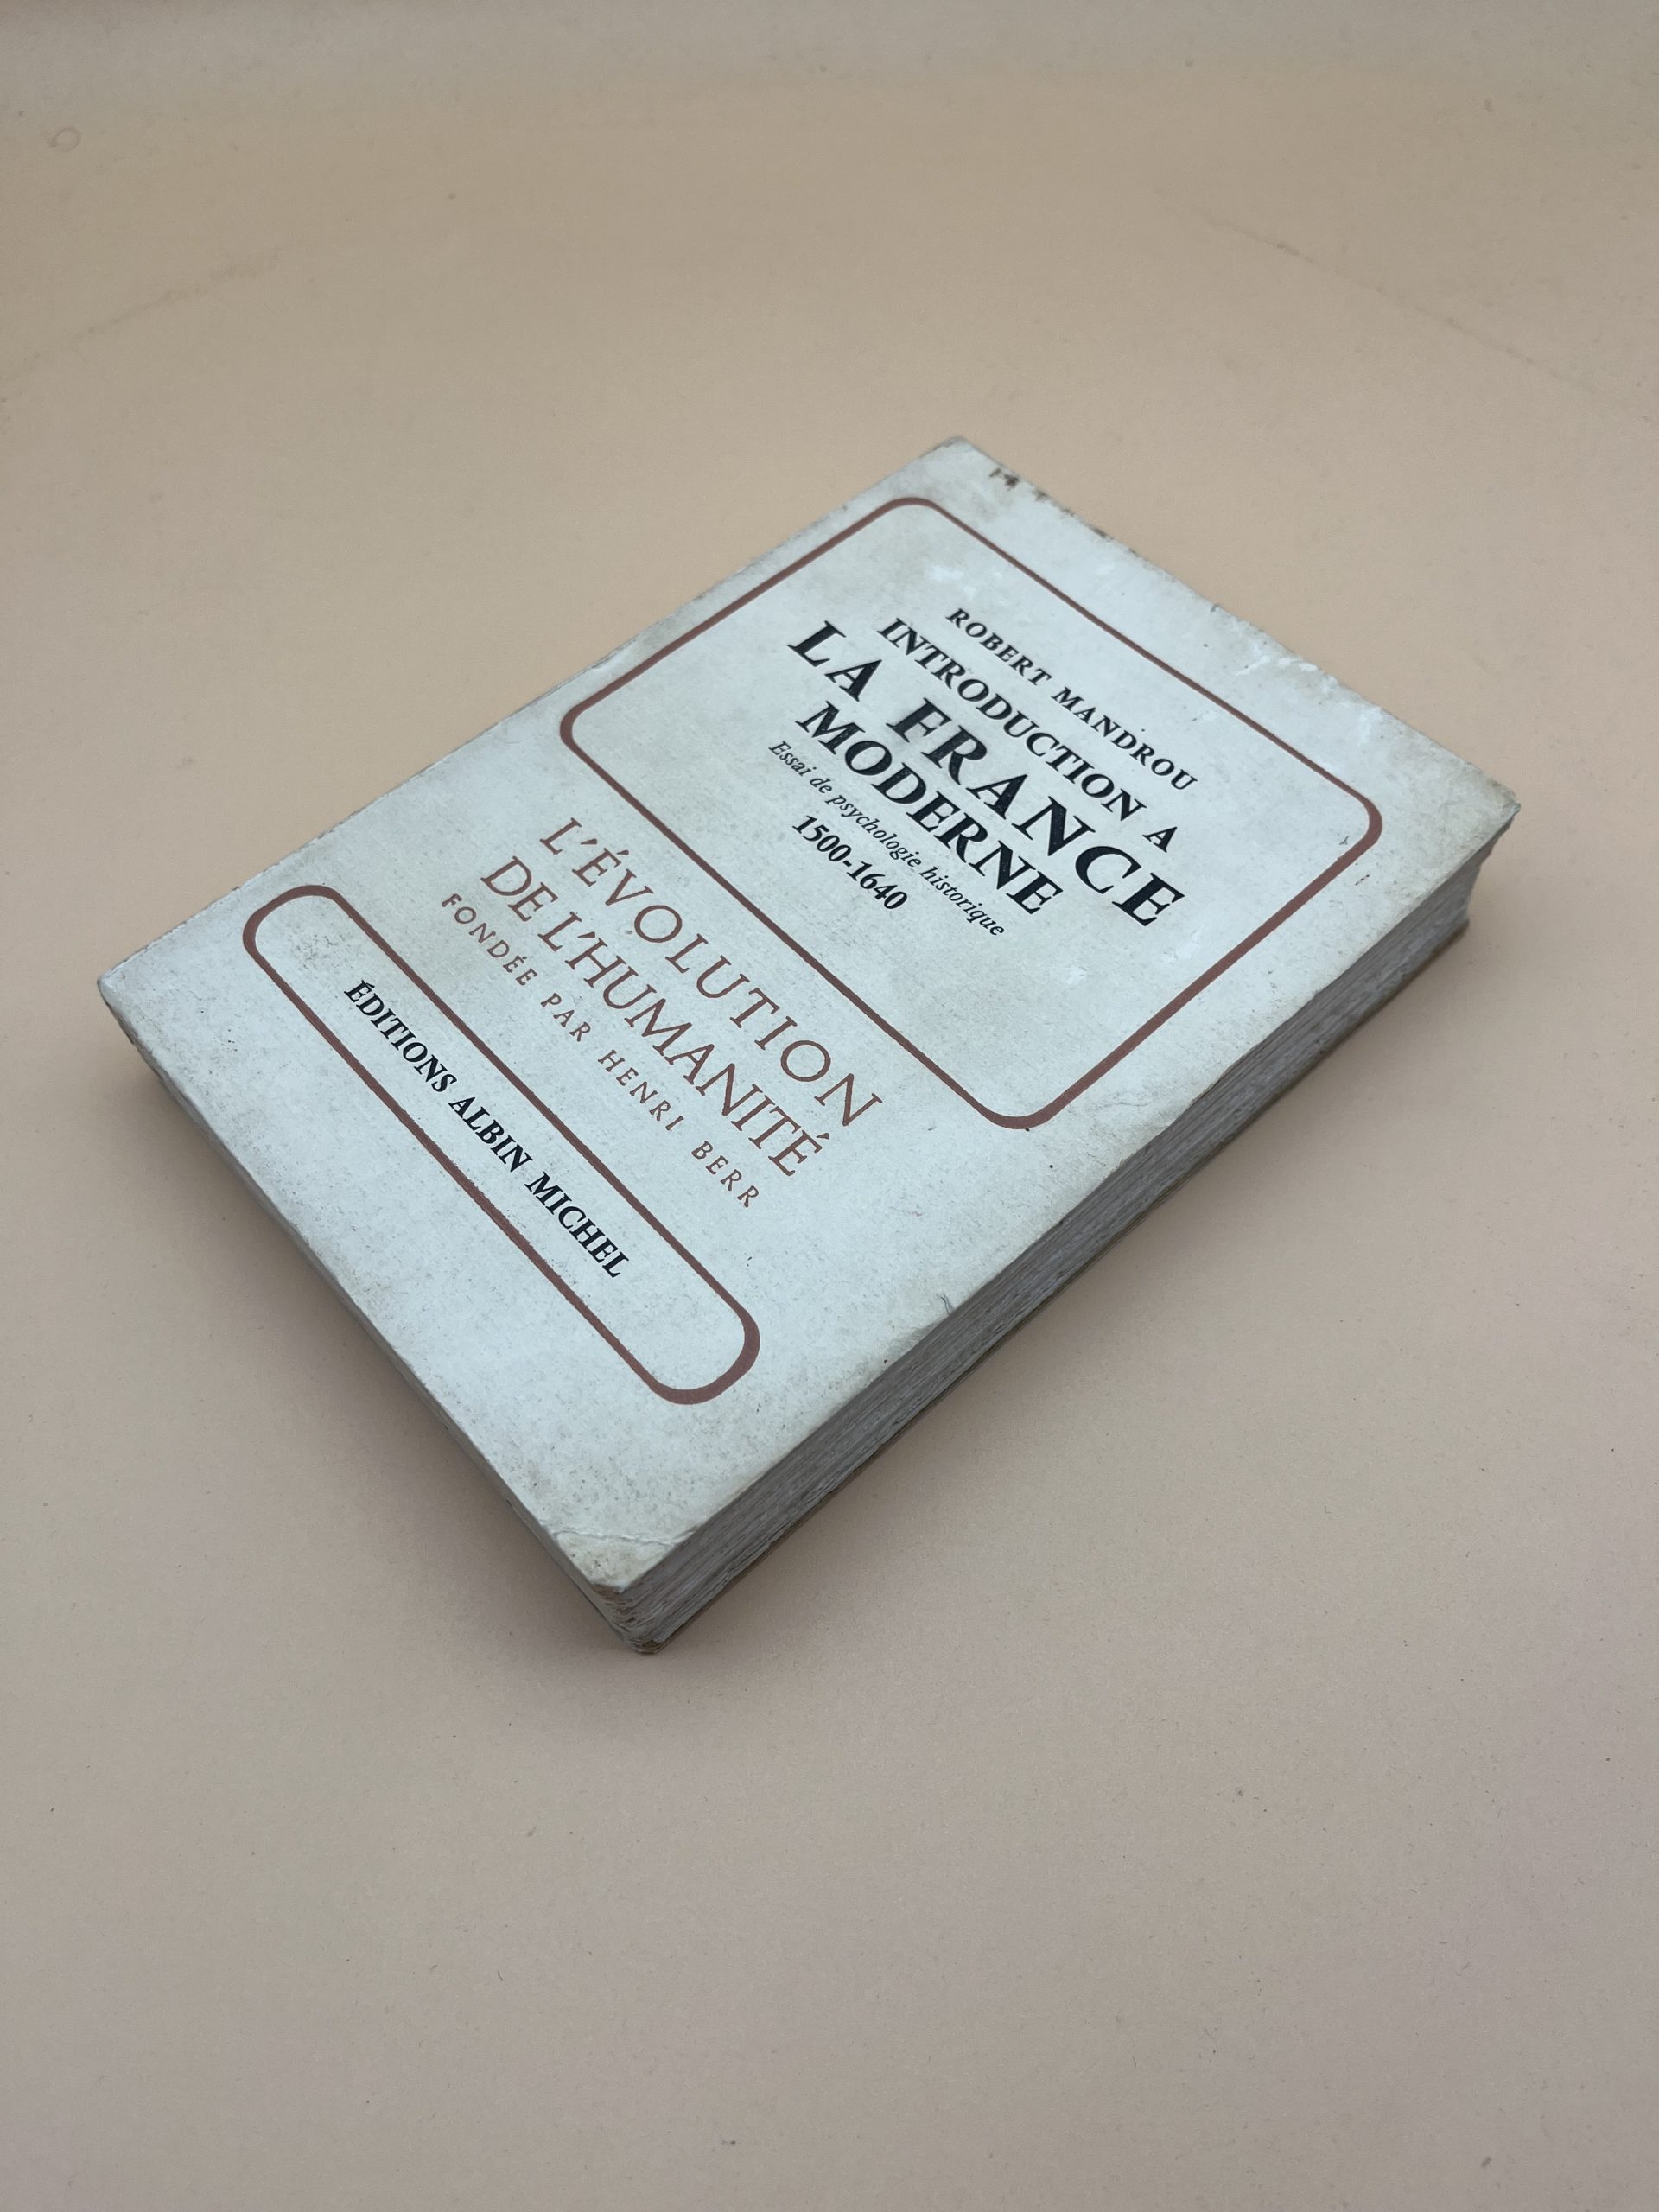 ROBERT MANDROU
INTRODUCTION A
LA FRANCE
MODERNE
Essai de psychologie historique
1500-1640
L'ÉVOLUTION
DE L'HUMANITÉ
FONDÉE PAR HENRI BERR
ÉDITIONS ALBIN MICHEL